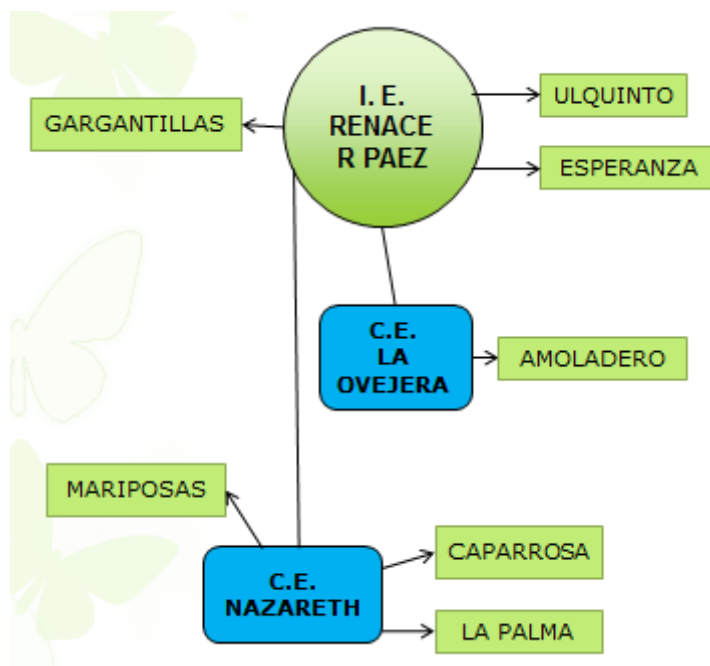 I. E.
RENACE
R PAEZ
ULQUINTO
GARGANTILLAS
ESPERANZA
C.E.
LA
OVEJERA
AMOLADERO
MARIPOSAS
CAPARROSA
C.E.
NAZARETH
LA PALMA